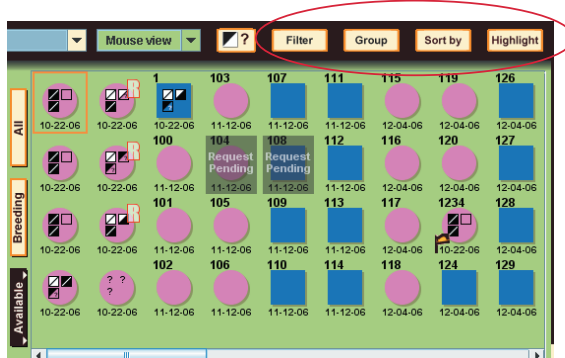 Mouse view ? Filter Group Sort by Highlight
1 103 107 111 115 119 126
R
10-22-06 10-22-06 10-22-06 11-12-06 11-12-06 11-12-06 12-04-06 12-04-06 12-04-06
All
100 104 108 112 116 120 127
R
Request Pending Request Pending
10-22-06 10-22-06 11-12-06 11-12-06 11-12-06 11-12-06 12-04-06 12-04-06 12-04-06
Breeding
101 105 109 113 117 1234 128
R
10-22-06 10-22-06 11-12-06 11-12-06 11-12-06 11-12-06 12-04-06 10-22-06 12-04-06
Available
102 106 110 114 118 124 129
? ? ?
10-22-06 10-22-06 11-12-06 11-12-06 11-12-06 11-12-06 12-04-06 12-04-06 12-04-06